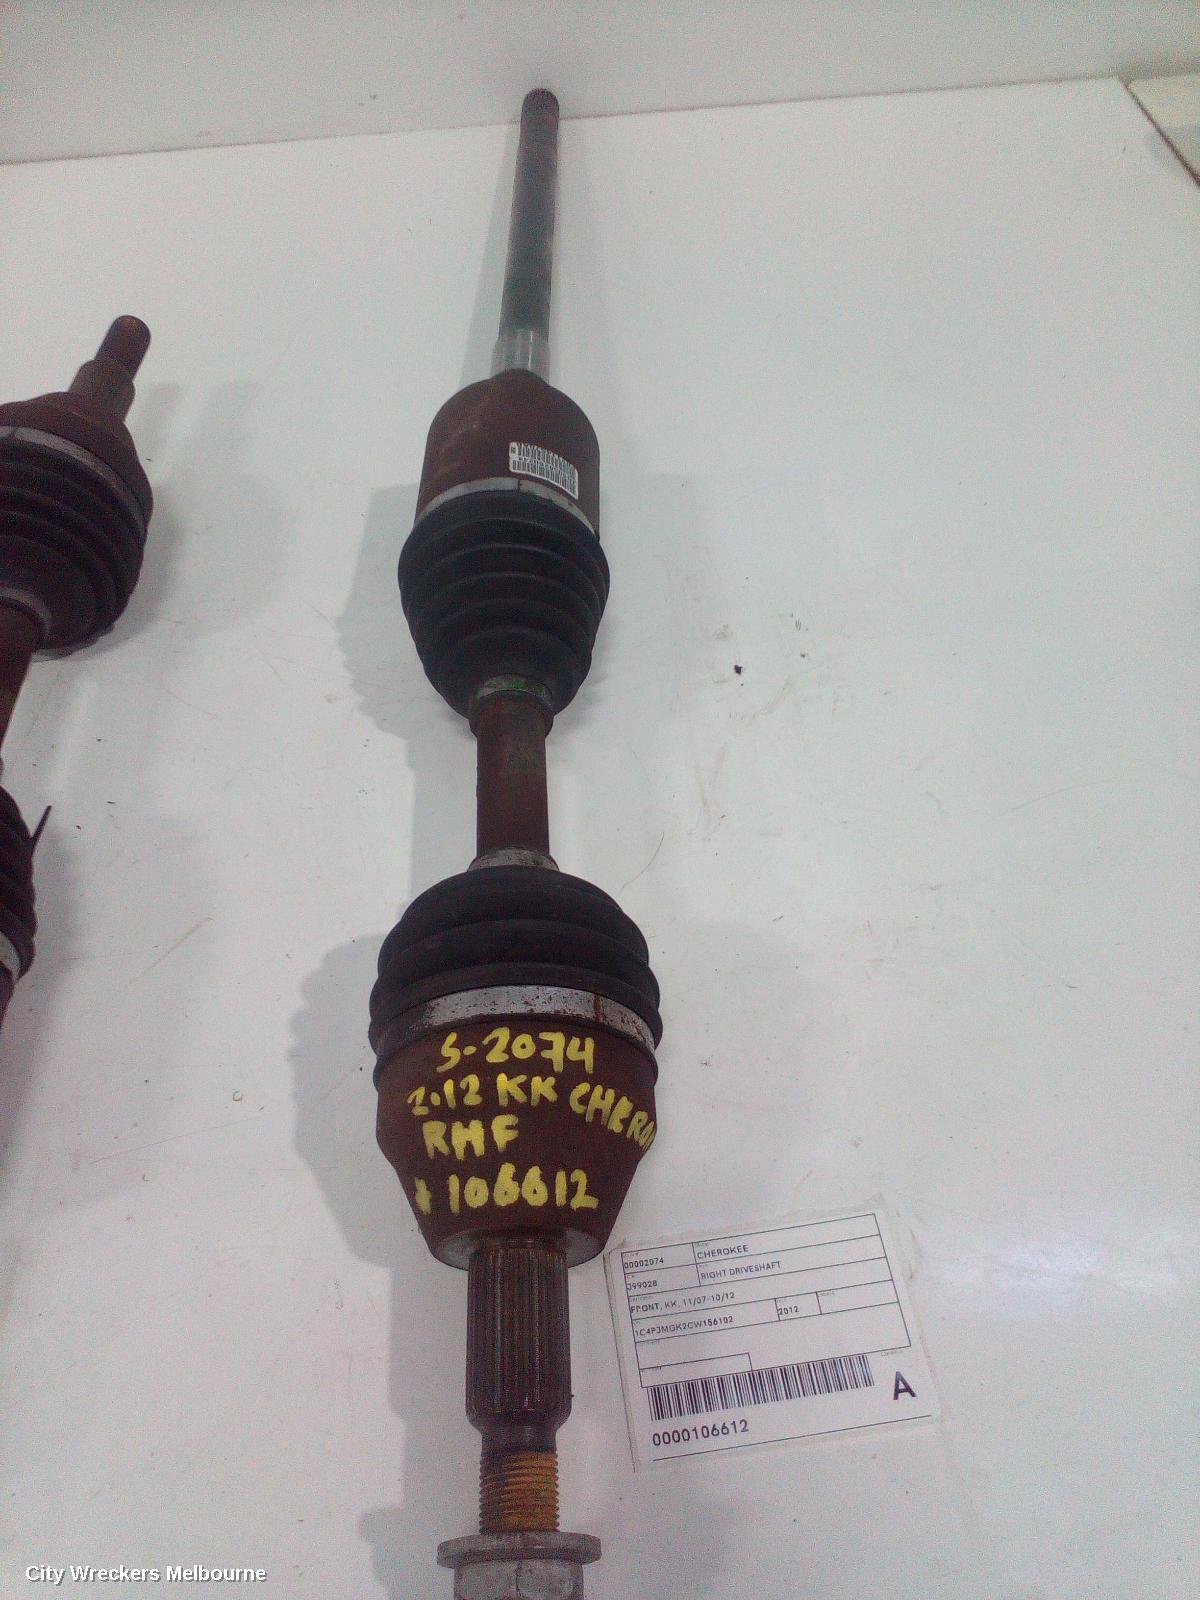 S-2074
2.12 KK CHERO
RHF
106612
00002074
CHEROKEE
J99028
RIGHT DRIVESHAFT
FRONT, KK, 11/07-10/12
1C4PJMGK2CW156102
2012
A
0000106612
City Wreckers Melbourne